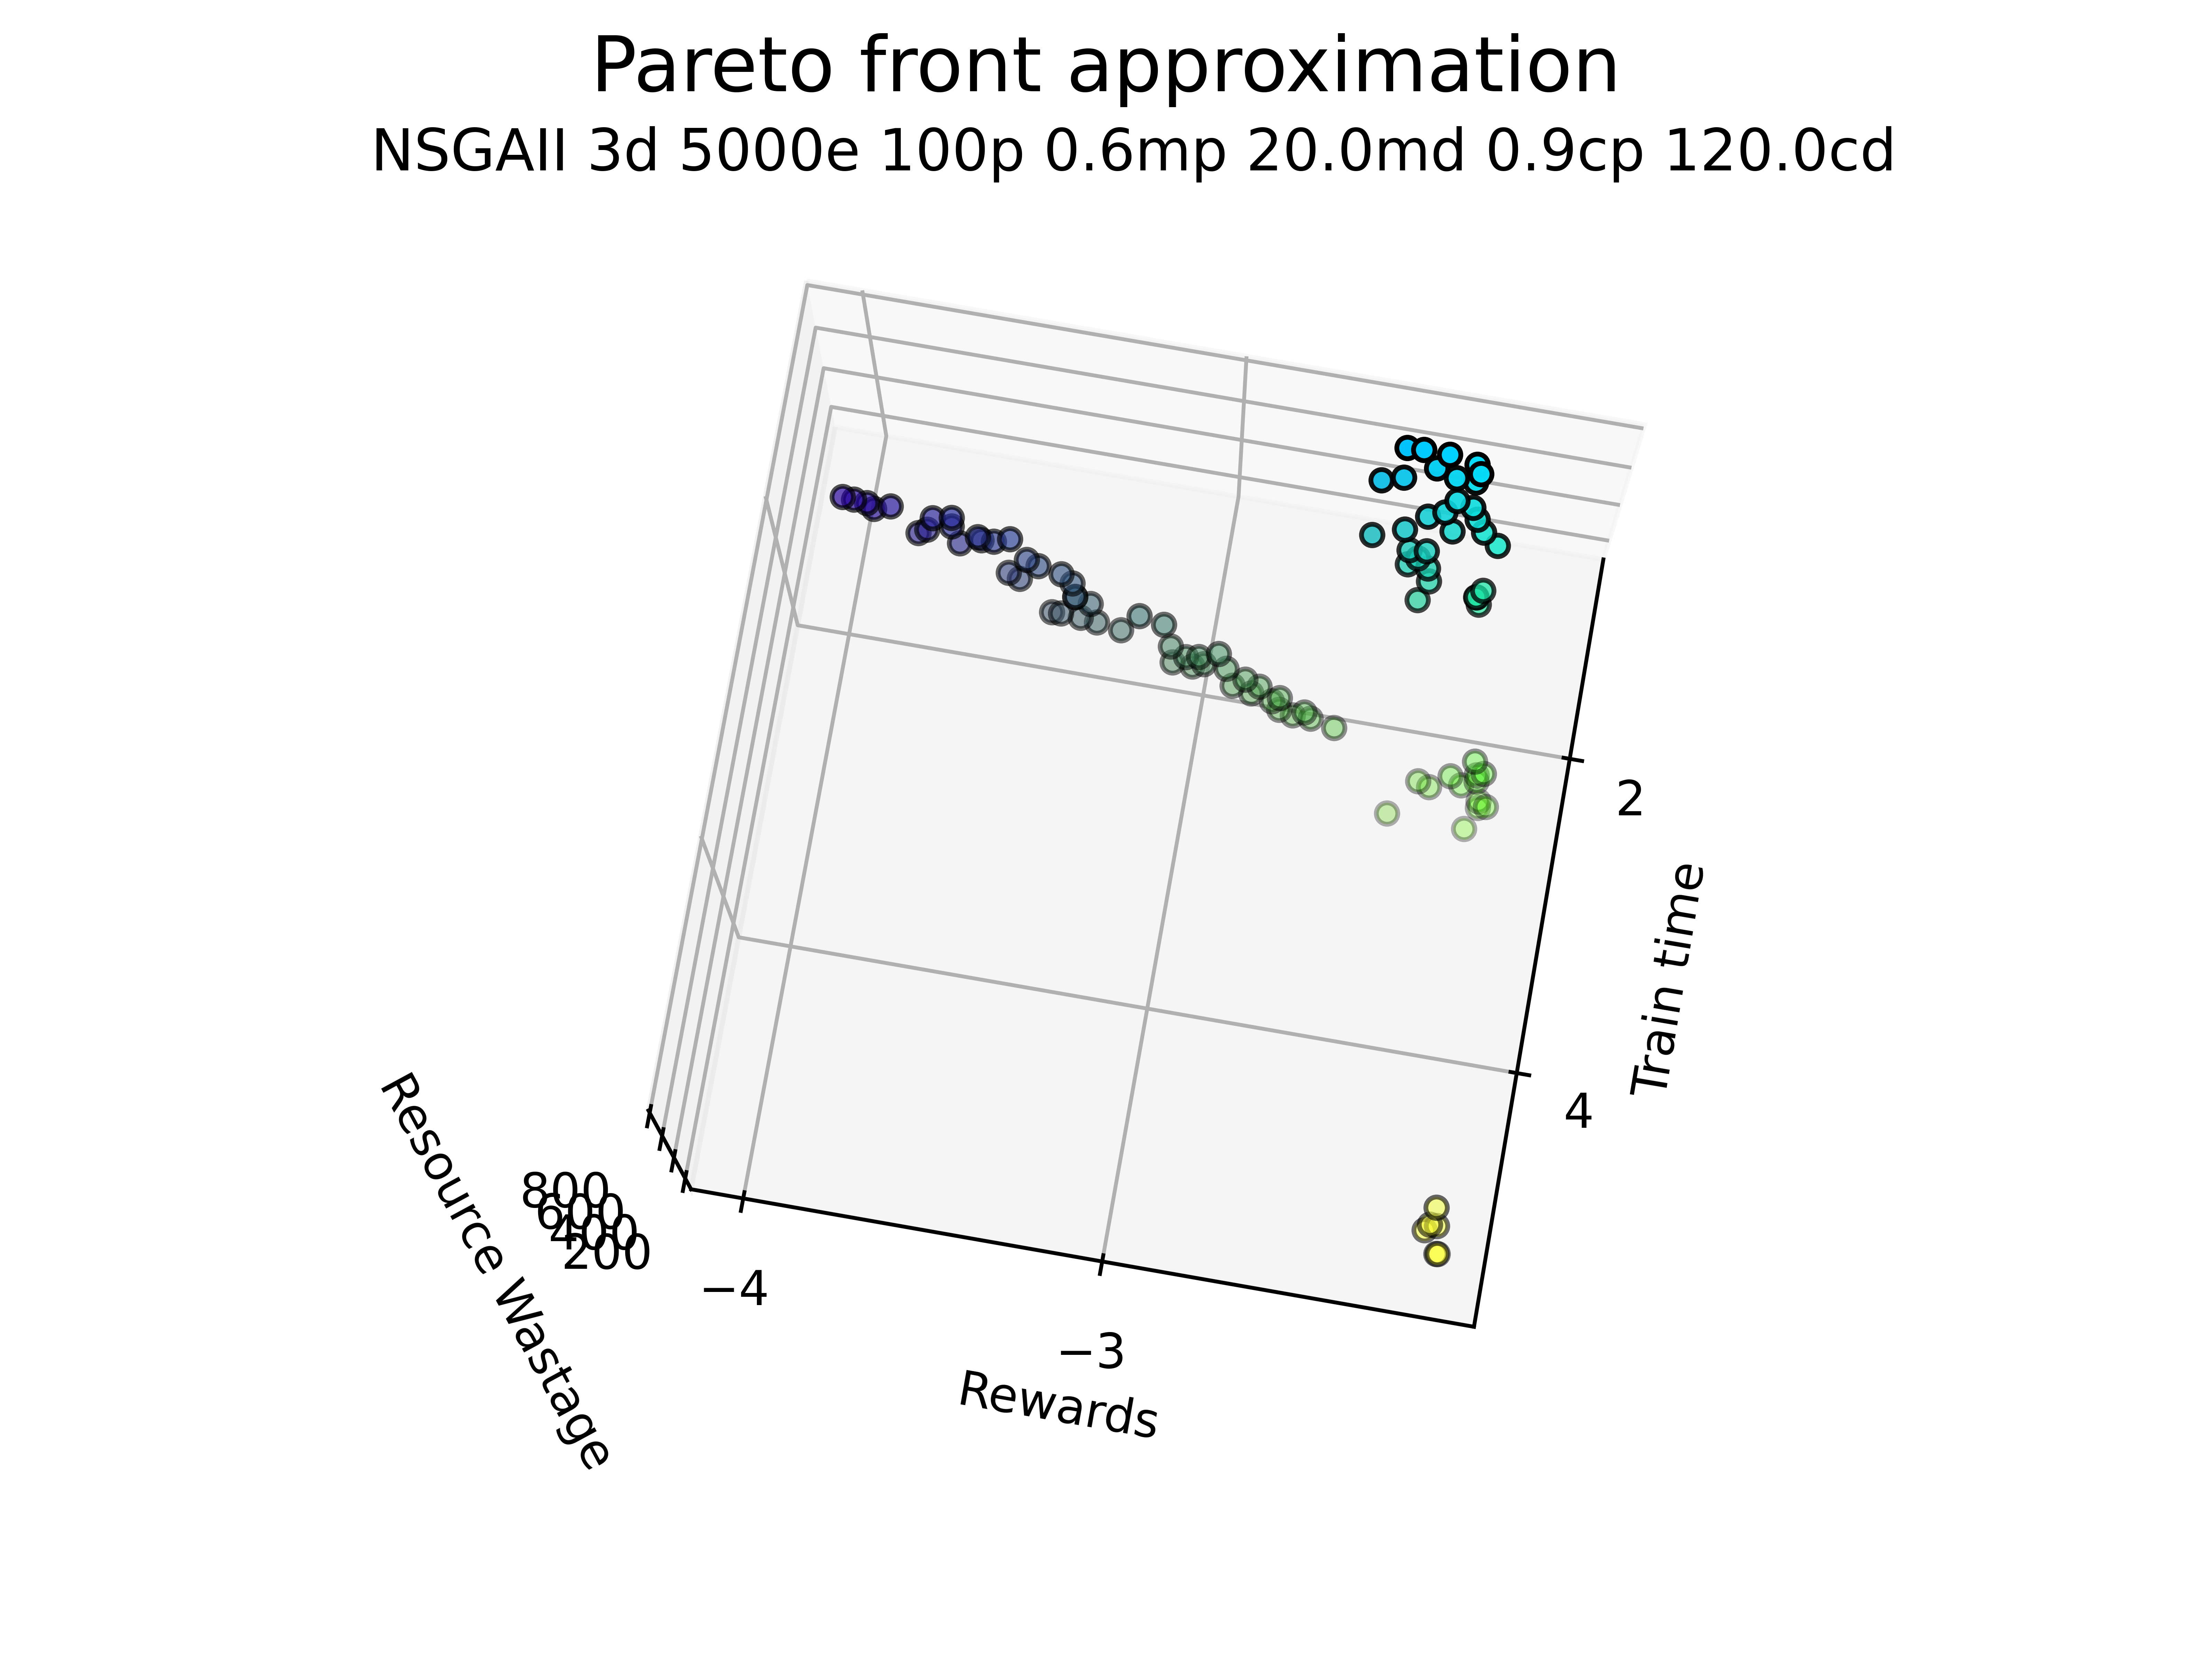 Pareto front approximation
NSGAII 3d 5000e 100p 0.6mp 20.0md 0.9cp 120.0cd
2
Train time
4
Resource Wastage
800
600
400
200
−4
−3
Rewards